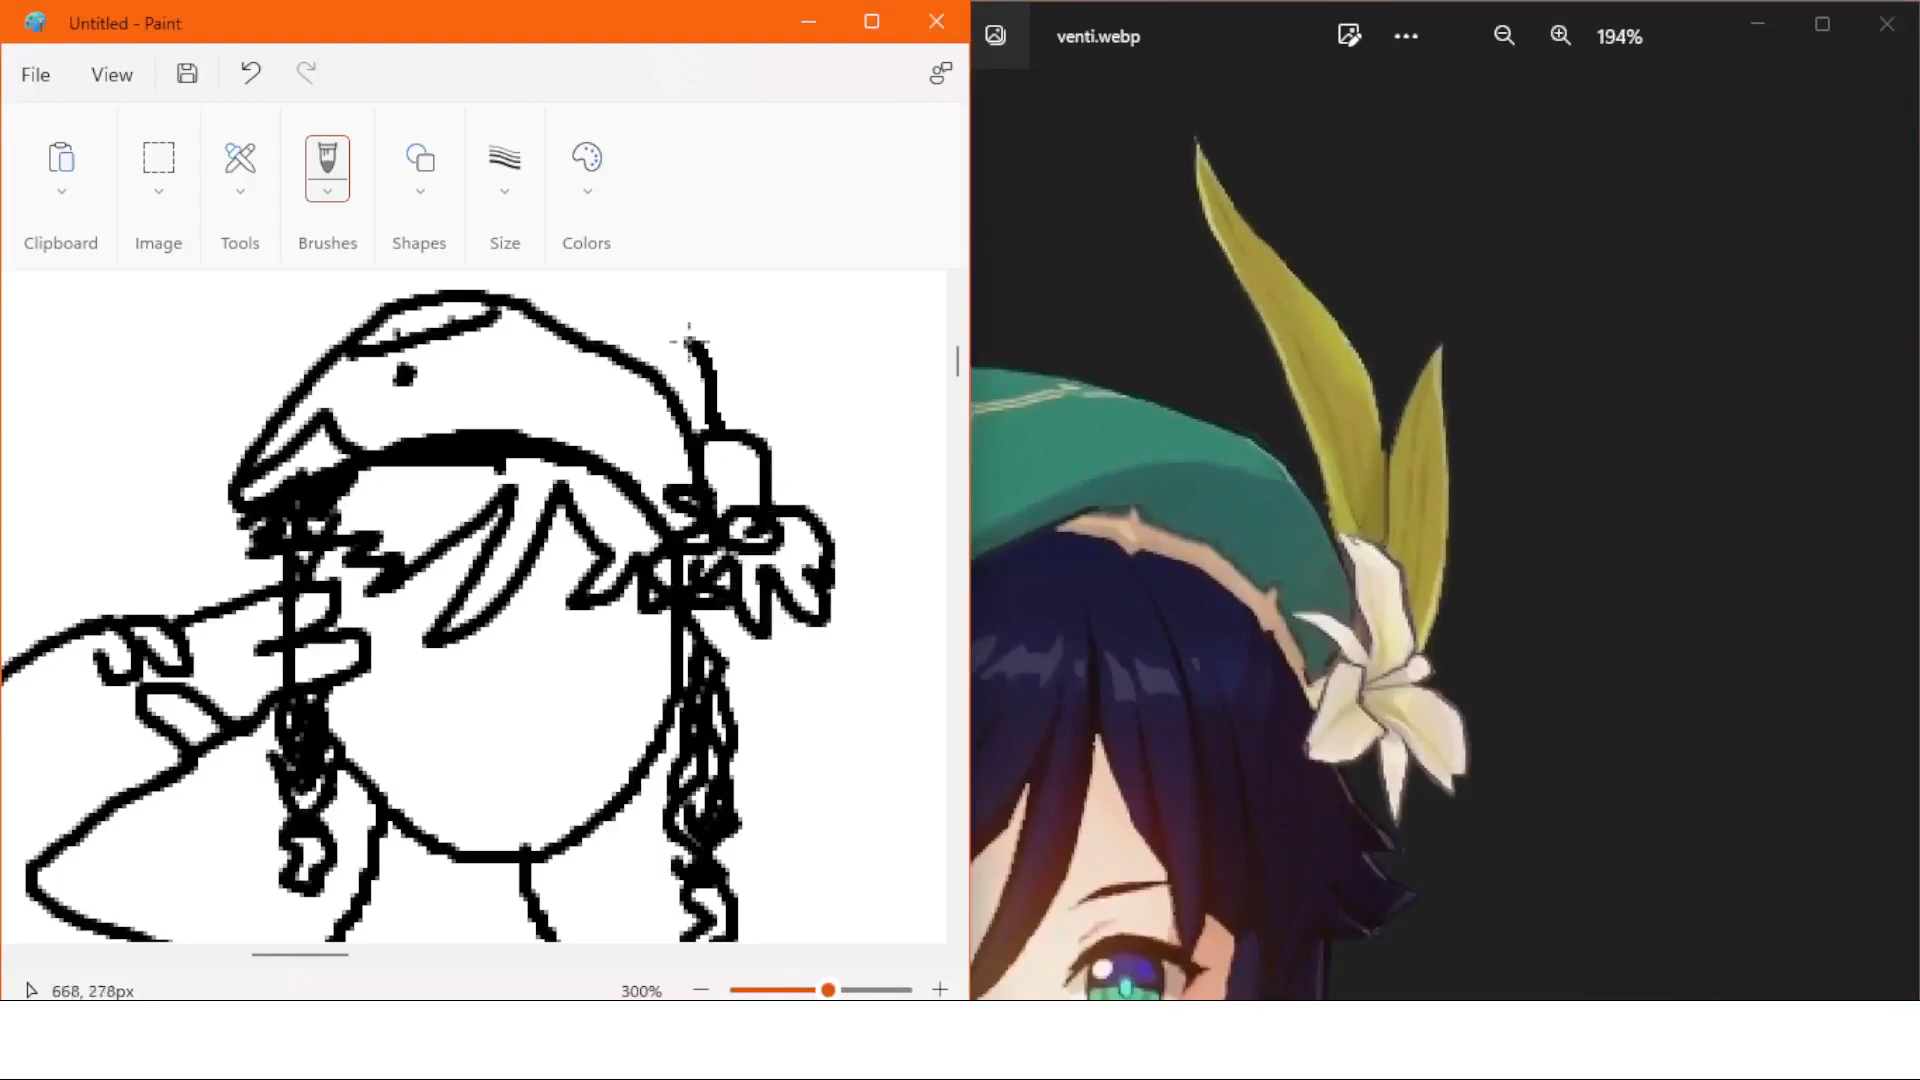 Untitled - Paint
venti.webp
194%
File
View
Clipboard
Image
Tools
Brushes
Shapes
Size
Colors
668, 278px
300%